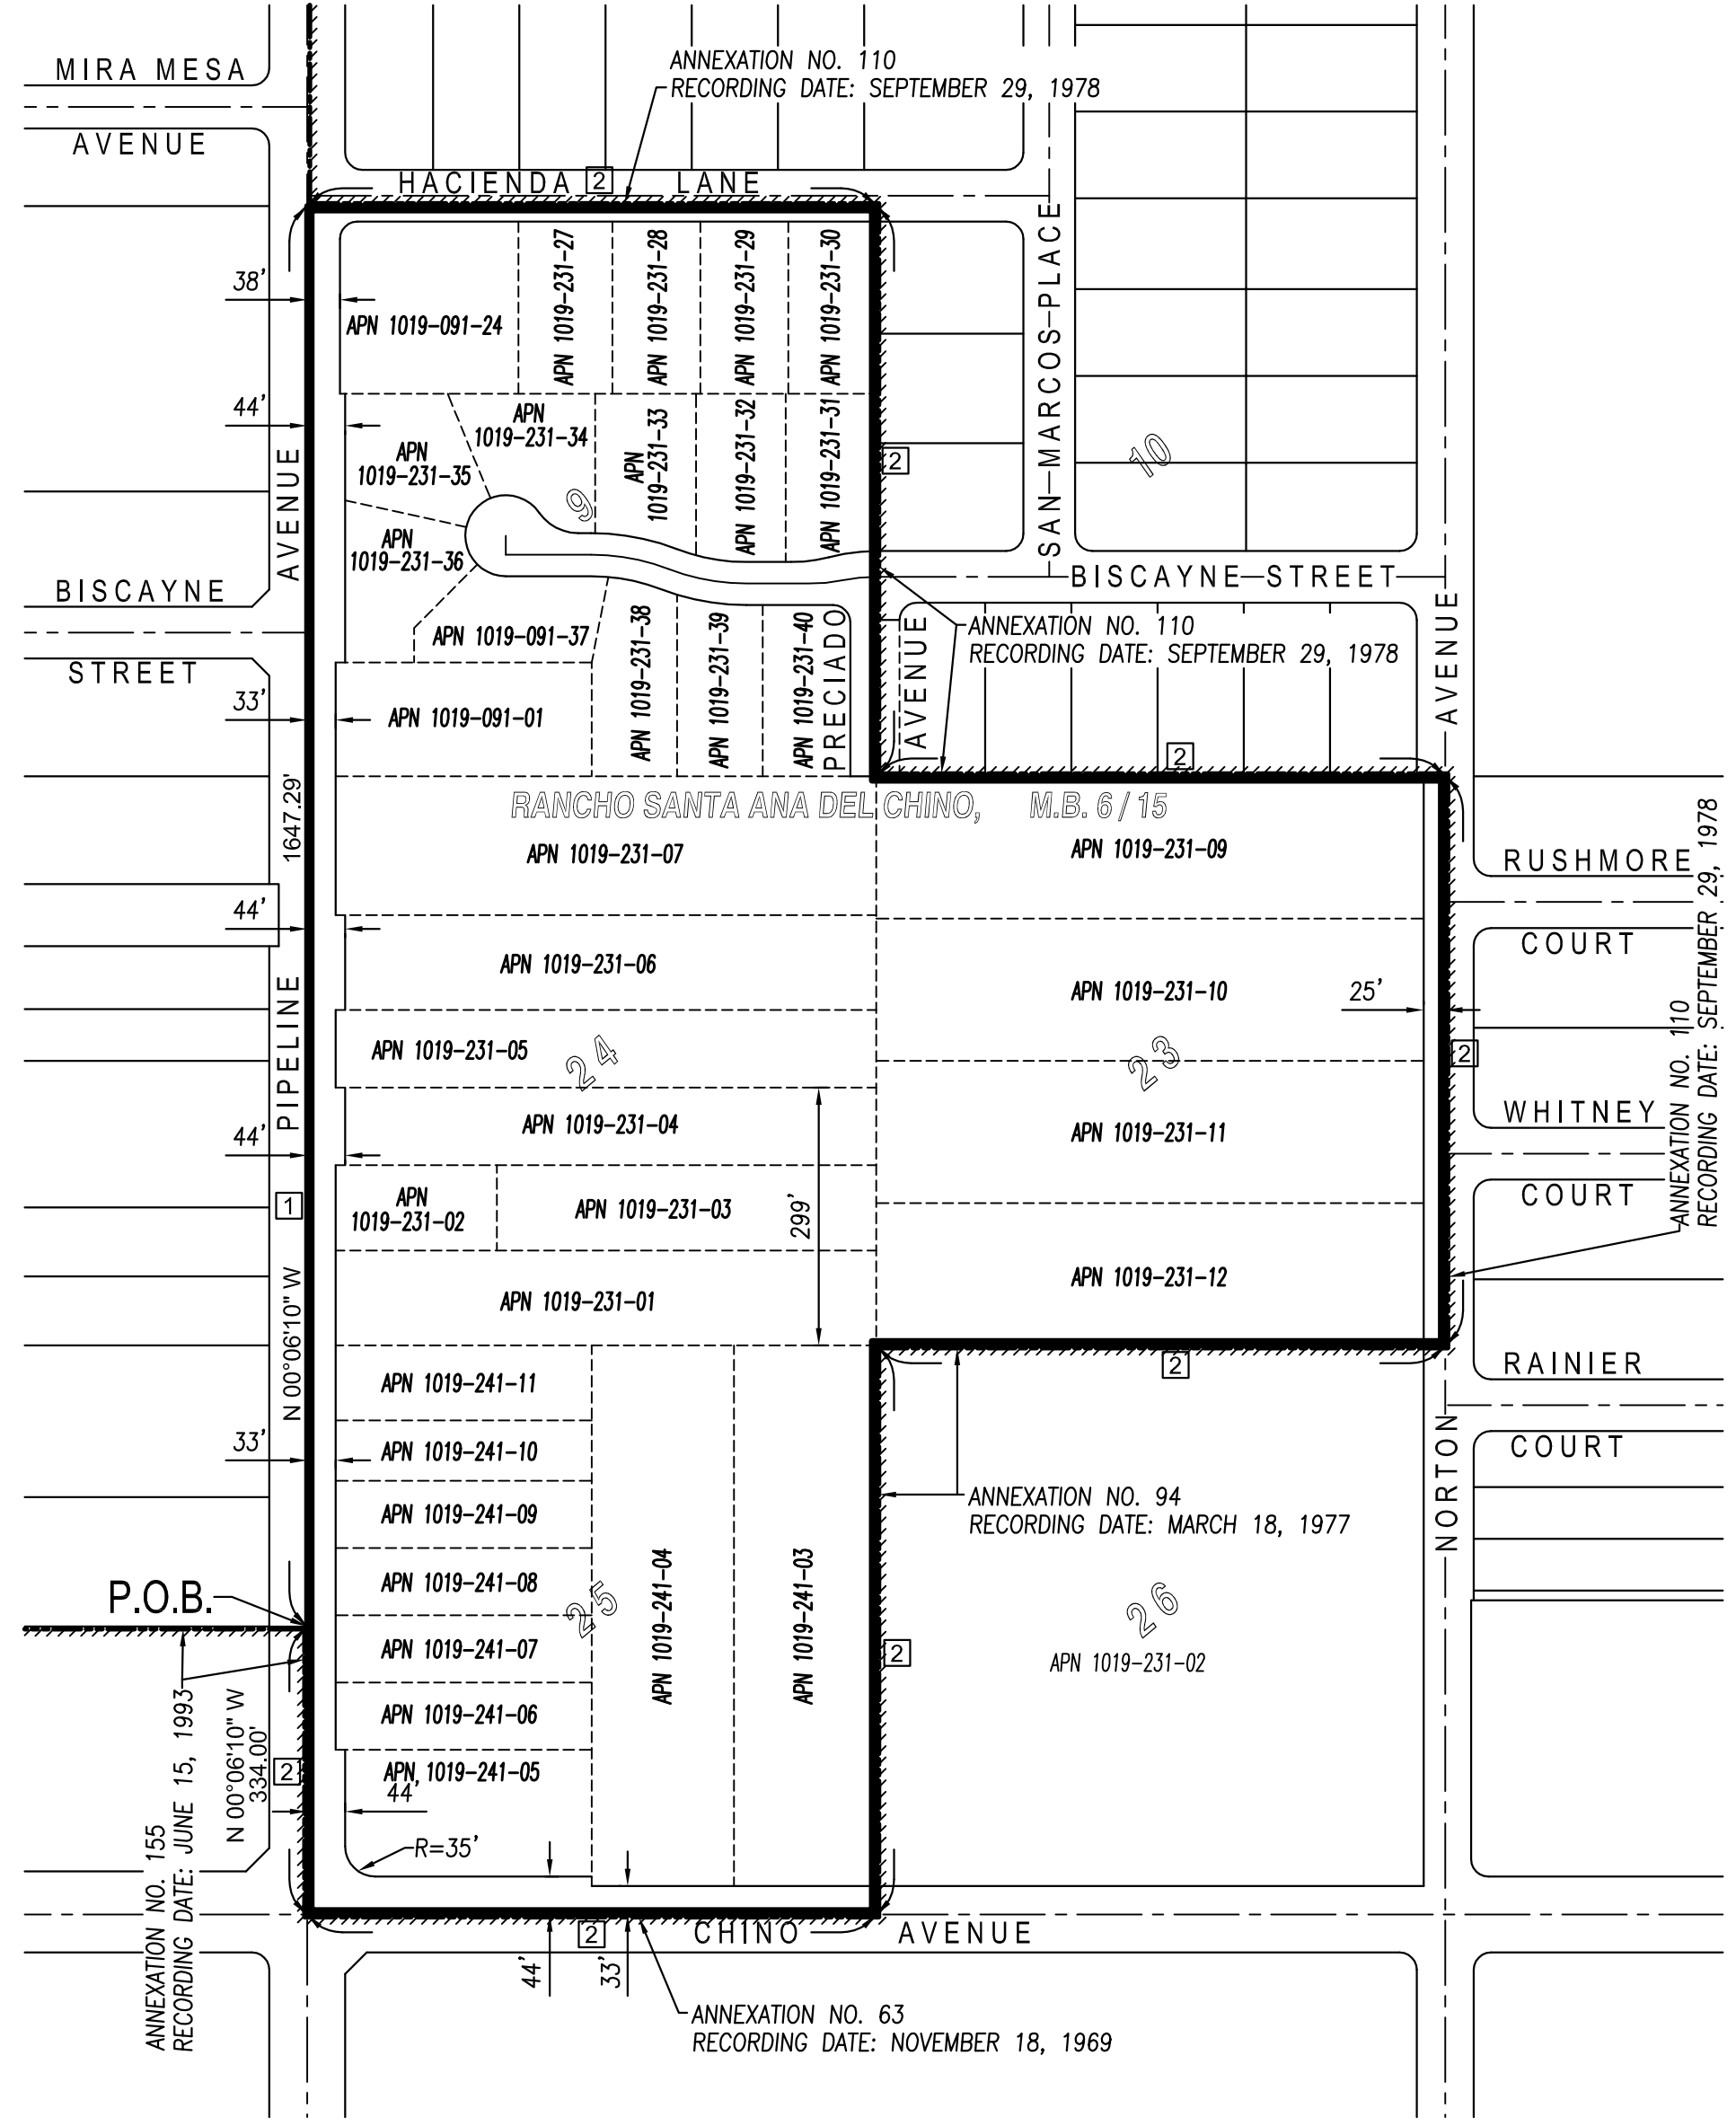 MIRA MESA
AVENUE
ANNEXATION NO. 110
RECORDING DATE: SEPTEMBER 29, 1978
HACIENDA 2 LANE
38'
44'
AVENUE
BISCAYNE
STREET
33'
1647.29'
44'
PIPELINE
44'
1
N 00°06'10" W
33'
P.O.B.
2
N 00°06'10" W
334.00'
ANNEXATION NO. 155
RECORDING DATE: JUNE 15, 1993
APN 1019-091-24
APN 1019-231-27
APN 1019-231-28
APN 1019-231-29
APN 1019-231-30
APN
1019-231-35
APN
1019-231-34
APN
1019-231-33
APN 1019-231-32
APN 1019-231-31
9
APN
1019-231-36
APN 1019-091-37
APN 1019-231-38
APN 1019-231-39
APN 1019-231-40
PRECIADO
AVENUE
APN 1019-091-01
2
SAN MARCOS PLACE
10
BISCAYNE STREET
ANNEXATION NO. 110
RECORDING DATE: SEPTEMBER 29, 1978
2
AVENUE
RANCHO SANTA ANA DEL CHINO, M.B. 6 / 15
APN 1019-231-07
APN 1019-231-09
APN 1019-231-06
APN 1019-231-10
25'
APN 1019-231-05
24
23
2
APN 1019-231-04
APN 1019-231-11
299'
APN
1019-231-02
APN 1019-231-03
APN 1019-231-01
APN 1019-231-12
RUSHMORE
COURT
WHITNEY
COURT
RAINIER
COURT
ANNEXATION NO. 110
RECORDING DATE: SEPTEMBER 29, 1978
2
APN 1019-241-11
APN 1019-241-10
APN 1019-241-09
APN 1019-241-08
APN 1019-241-07
APN 1019-241-06
APN 1019-241-05
44'
R=35'
25
APN 1019-241-04
APN 1019-241-03
2
ANNEXATION NO. 94
RECORDING DATE: MARCH 18, 1977
26
APN 1019-231-02
NORTON
2
CHINO AVENUE
44'
33'
ANNEXATION NO. 63
RECORDING DATE: NOVEMBER 18, 1969